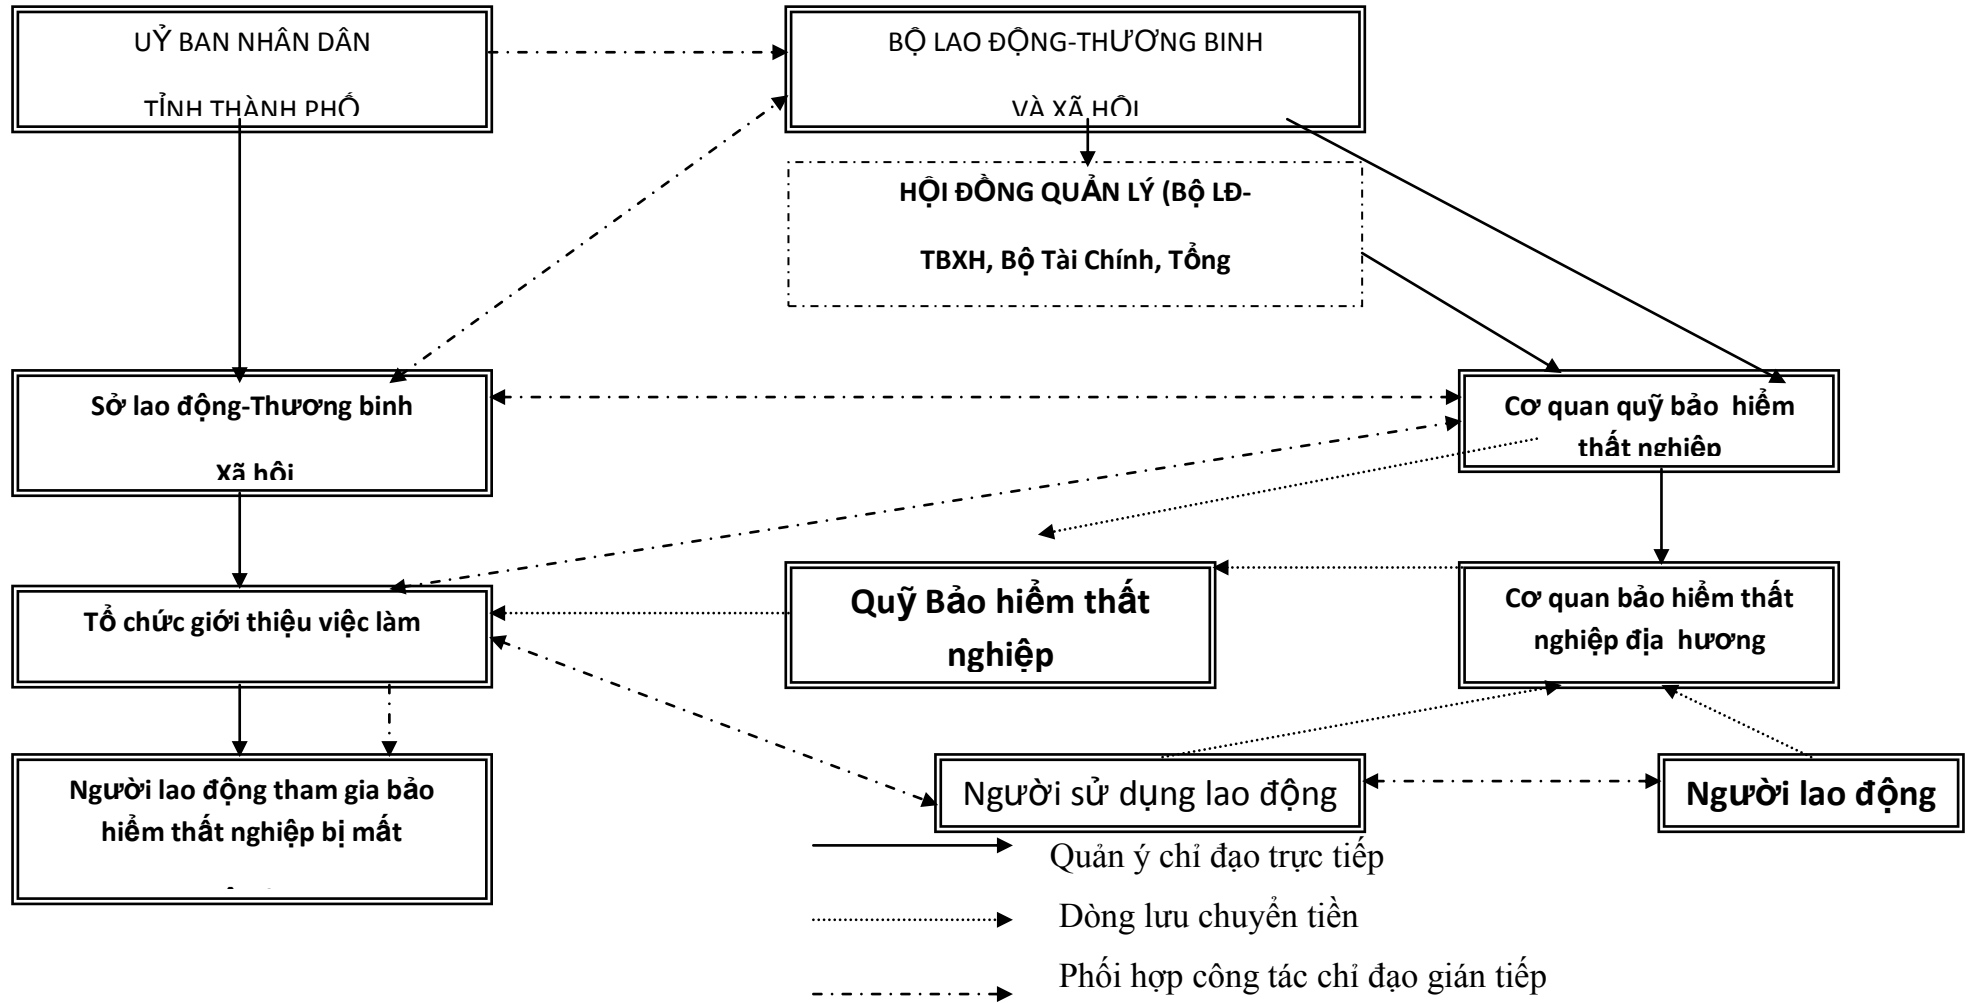 UỶ BAN NHÂN DÂN
TỈNH THÀNH PHỐ
BỘ LAO ĐỘNG-THƯƠNG BINH
VÀ XÃ HỘI
HỘI ĐỒNG QUẢN LÝ (Bộ LĐ-
TBXH, Bộ Tài Chính, Tổng
Sở lao động-Thương binh
Xã hội
Cơ quan quỹ bảo hiểm
thất nghiệp
Tổ chức giới thiệu việc làm
Quỹ Bảo hiểm thất
nghiệp
Cơ quan bảo hiểm thất
nghiệp địa hương
Người lao động tham gia bảo
hiểm thất nghiệp bị mất
Người sử dụng lao động
Người lao động
Quản ý chỉ đạo trực tiếp
Dòng lưu chuyển tiền
Phối hợp công tác chỉ đạo gián tiếp